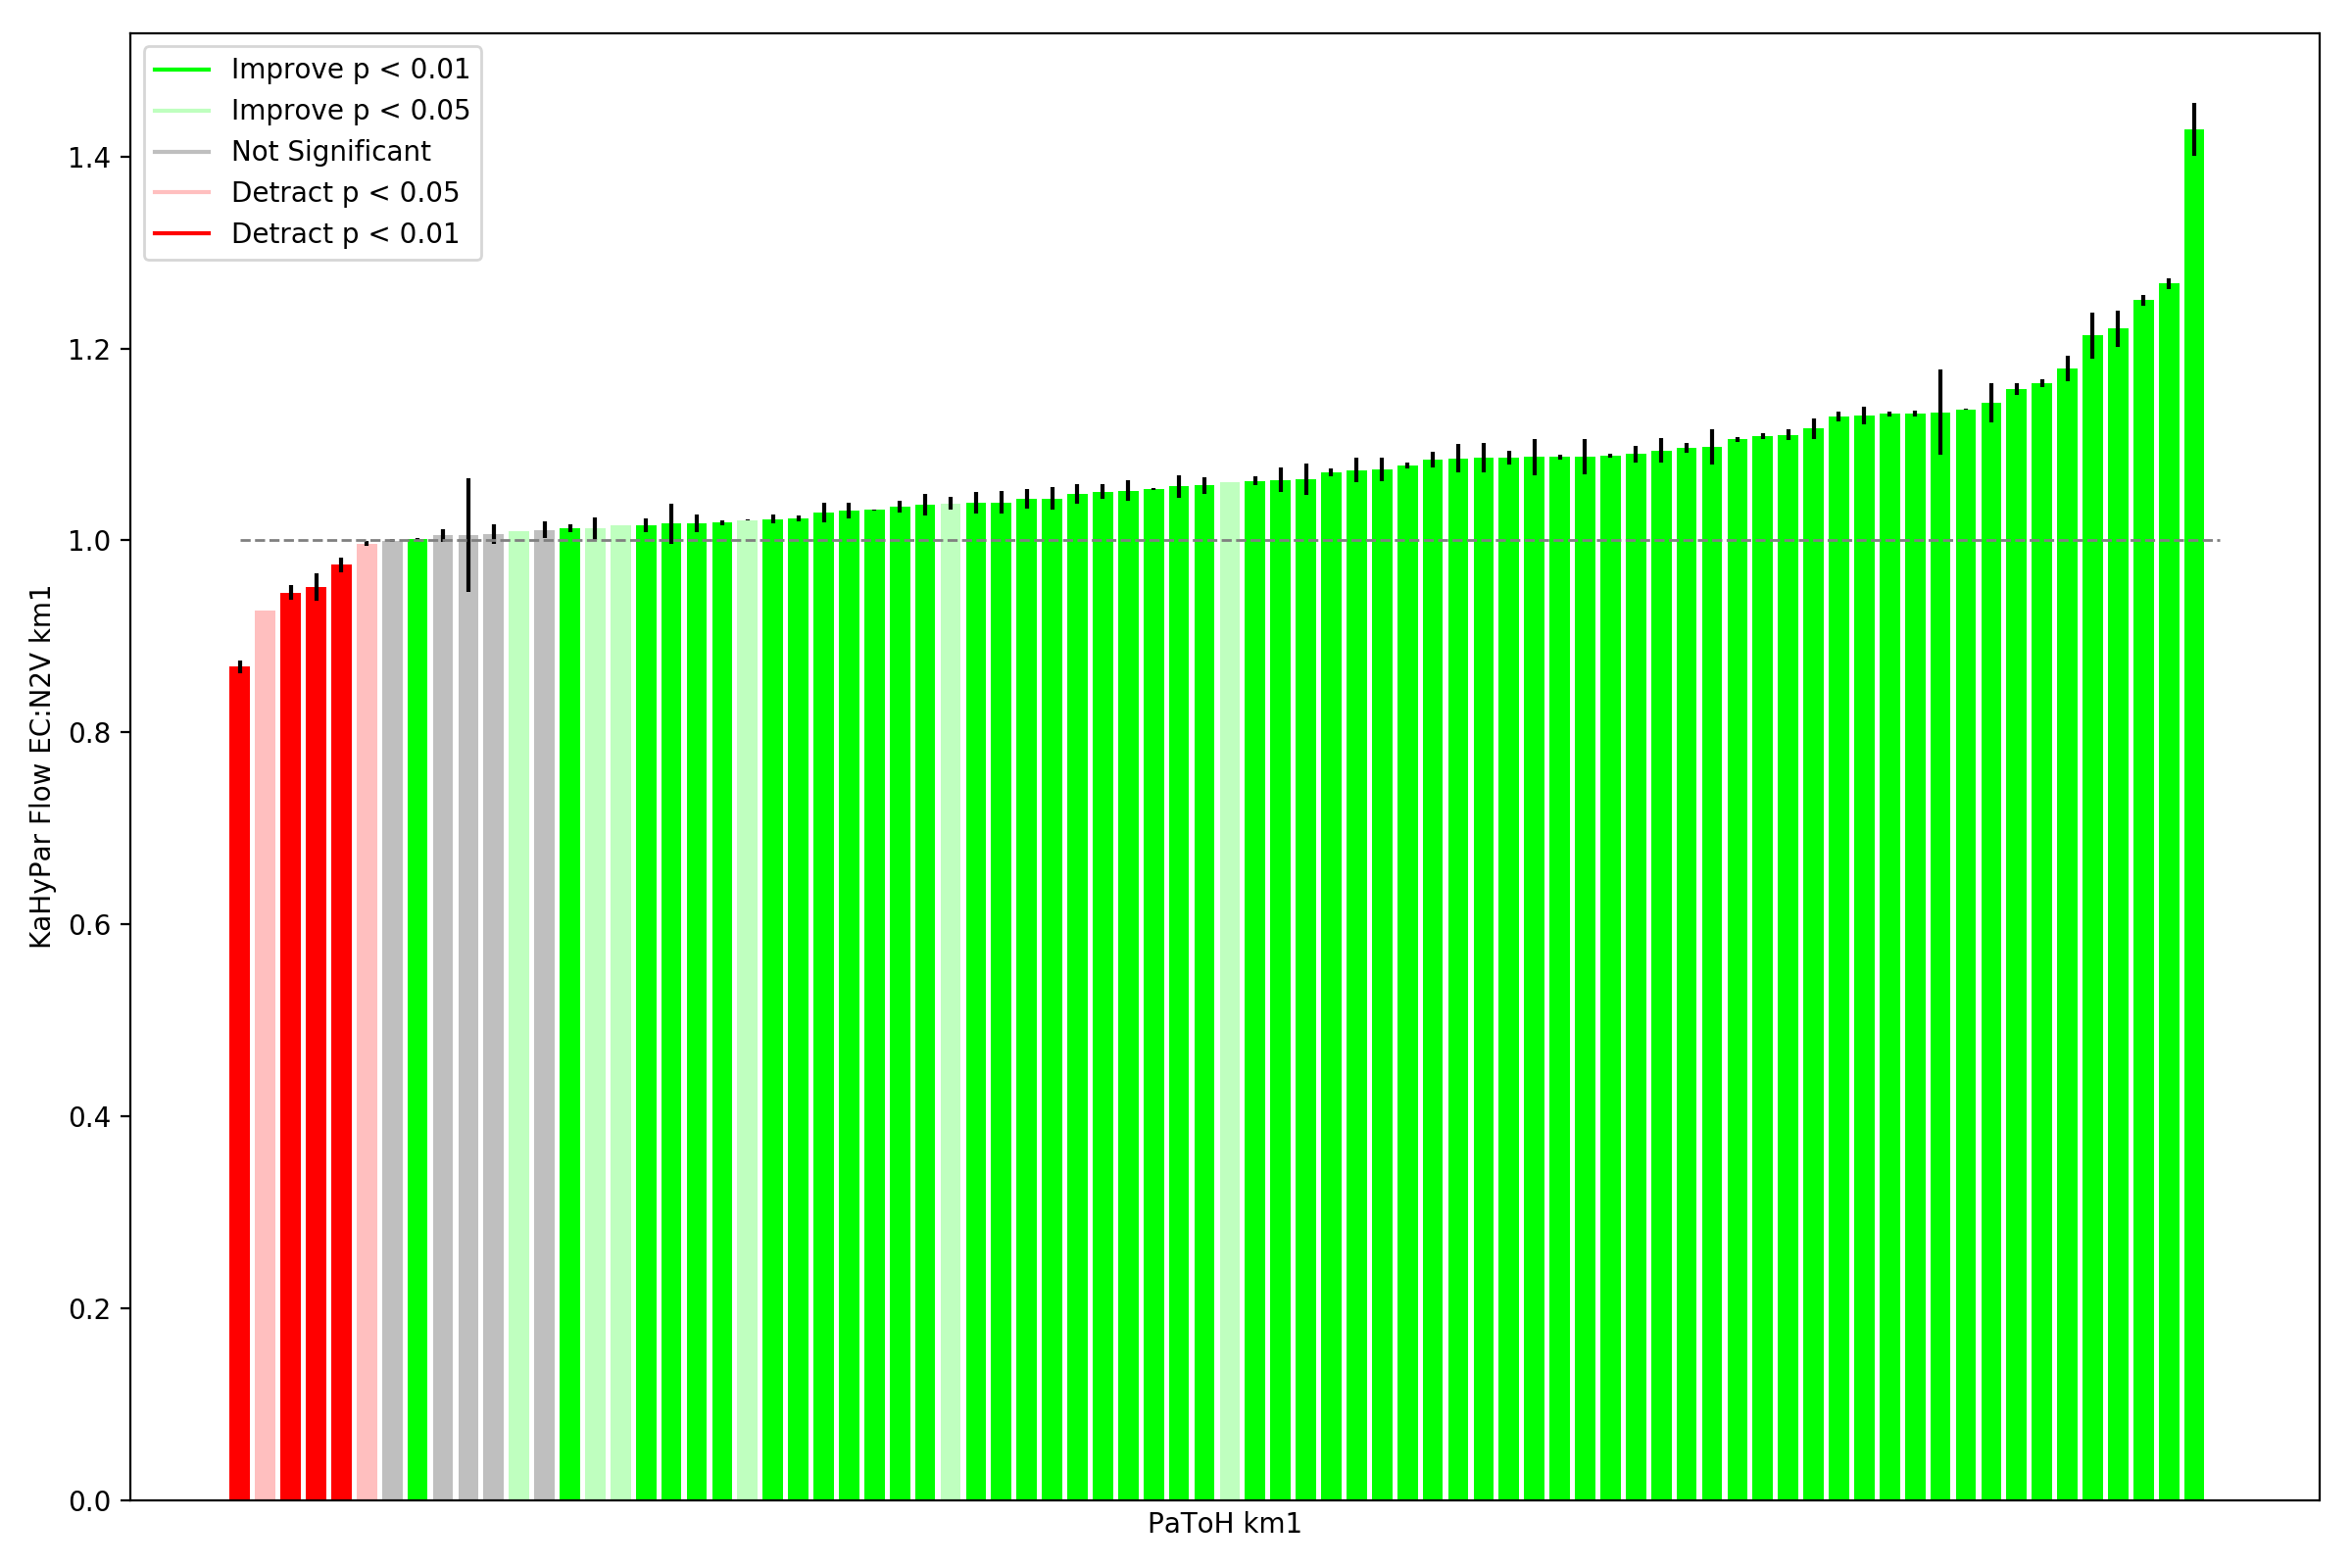 Improve p < 0.01
Improve p < 0.05
Not Significant
Detract p < 0.05
Detract p < 0.01
1.4
1.2
1.0
0.8
0.6
0.4
0.2
0.0
KaHyPar Flow EC:N2V km1
PaToH km1